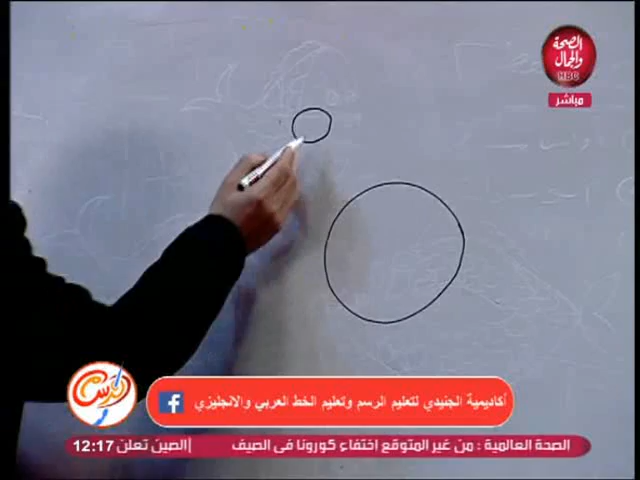 الصحة
والجمال
HBC
مباشر
أكاديمية الجنيدي لتعليم الرسم وتعليم الخط العربي والانجليزي
الصحة العالمية : من غير المتوقع اختفاء كورونا فى الصيف
الصين تعلن
12:17